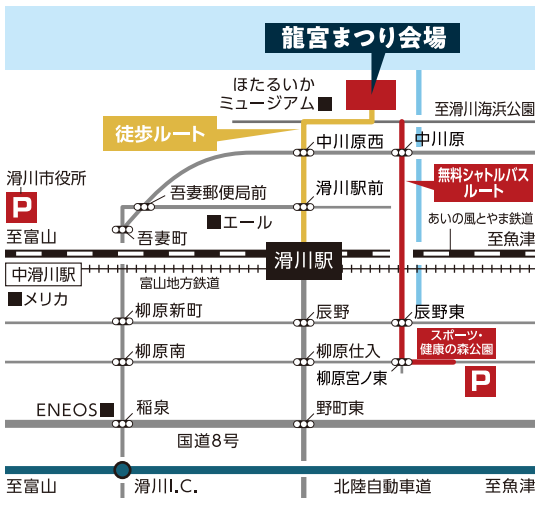 龍宮まつり会場
ほたるいか
ミュージアム
至滑川海浜公園
徒歩ルート
中川原西
中川原
滑川市役所
P
無料シャトルバス
ルート
吾妻郵便局前
滑川駅前
エール
あいの風とやま鉄道
至富山
吾妻町
至魚津
滑川駅
中滑川駅
富山地方鉄道
メリカ
柳原新町
辰野
辰野東
スポーツ・
健康の森公園
柳原南
柳原仕入
柳原宮ノ東
P
ENEOS
稲泉
野町東
国道8号
至富山
滑川I.C.
北陸自動車道
至魚津